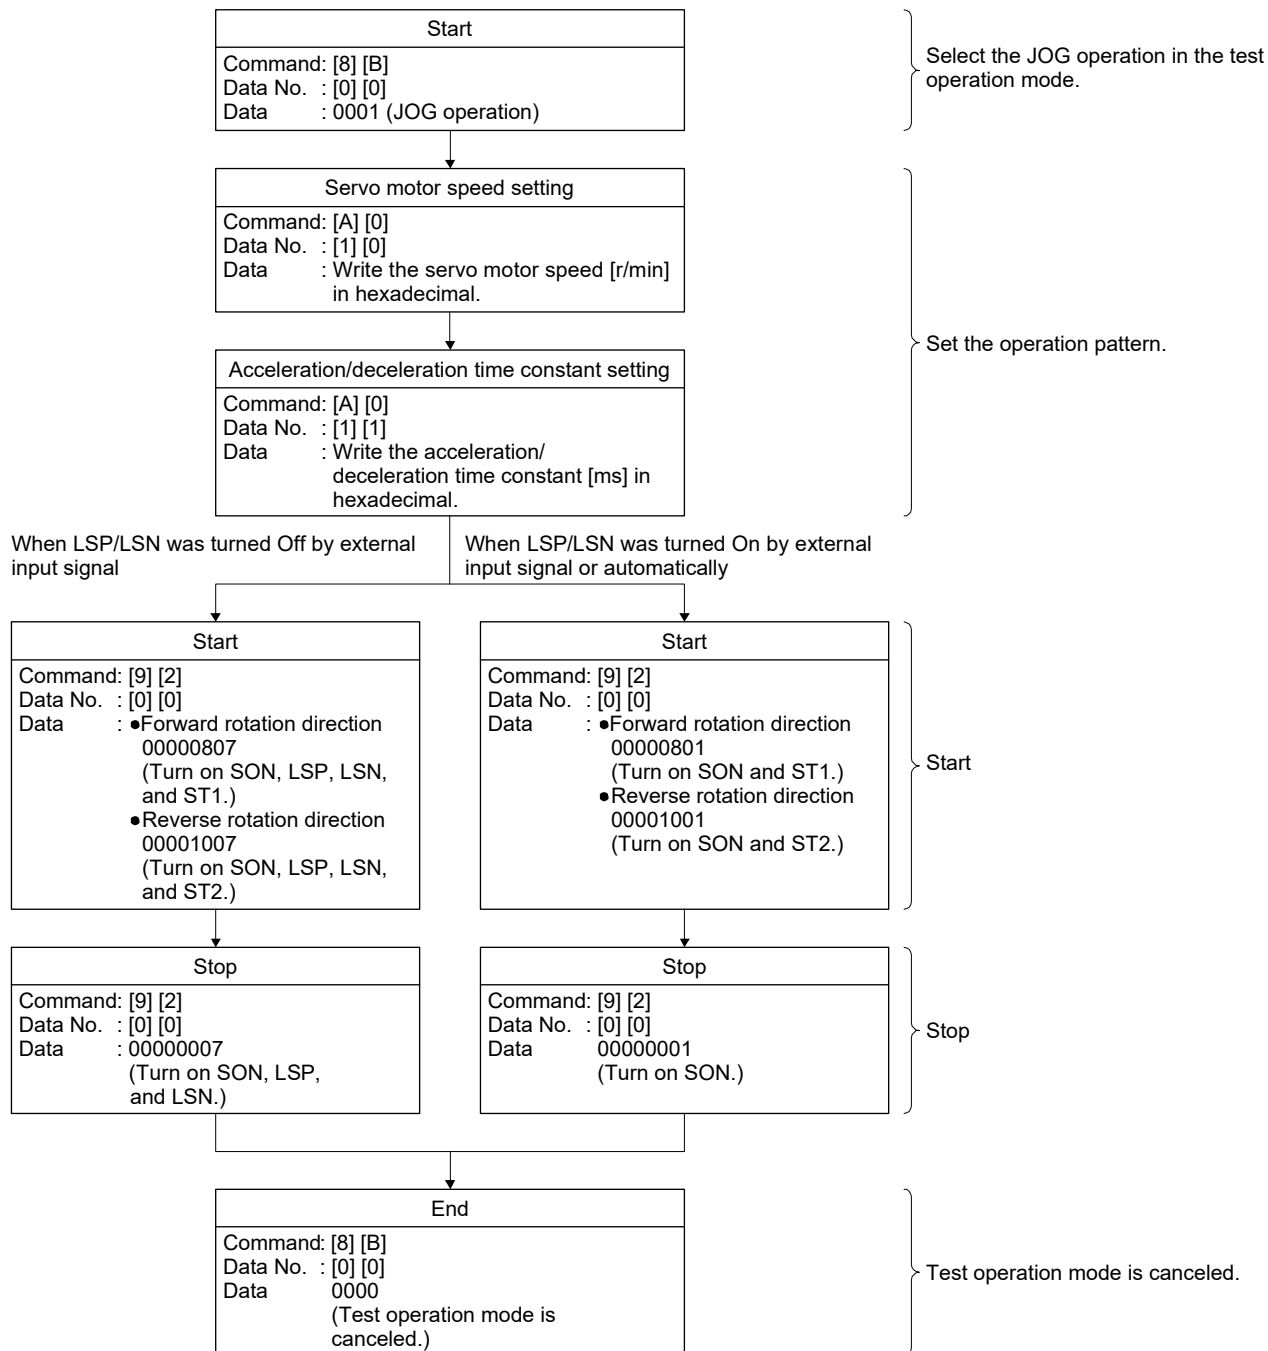 Start
Command: [8] [B]
Data No. : [0] [0]
Data : 0001 (JOG operation)
Select the JOG operation in the test
operation mode.
Servo motor speed setting
Command: [A] [0]
Data No. : [1] [0]
Data : Write the servo motor speed [r/min]
in hexadecimal.
Acceleration/deceleration time constant setting
Command: [A] [0]
Data No. : [1] [1]
Data : Write the acceleration/
deceleration time constant [ms] in
hexadecimal.
Set the operation pattern.
When LSP/LSN was turned Off by external
input signal
When LSP/LSN was turned On by external
input signal or automatically
Start
Command: [9] [2]
Data No. : [0] [0]
Data : ●Forward rotation direction
00000807
(Turn on SON, LSP, LSN,
and ST1.)
●Reverse rotation direction
00001007
(Turn on SON, LSP, LSN,
and ST2.)
Start
Command: [9] [2]
Data No. : [0] [0]
Data : ●Forward rotation direction
00000801
(Turn on SON and ST1.)
●Reverse rotation direction
00001001
(Turn on SON and ST2.)
Start
Stop
Command: [9] [2]
Data No. : [0] [0]
Data : 00000007
(Turn on SON, LSP,
and LSN.)
Stop
Command: [9] [2]
Data No. : [0] [0]
Data 00000001
(Turn on SON.)
Stop
End
Command: [8] [B]
Data No. : [0] [0]
Data 0000
(Test operation mode is
canceled.)
Test operation mode is canceled.